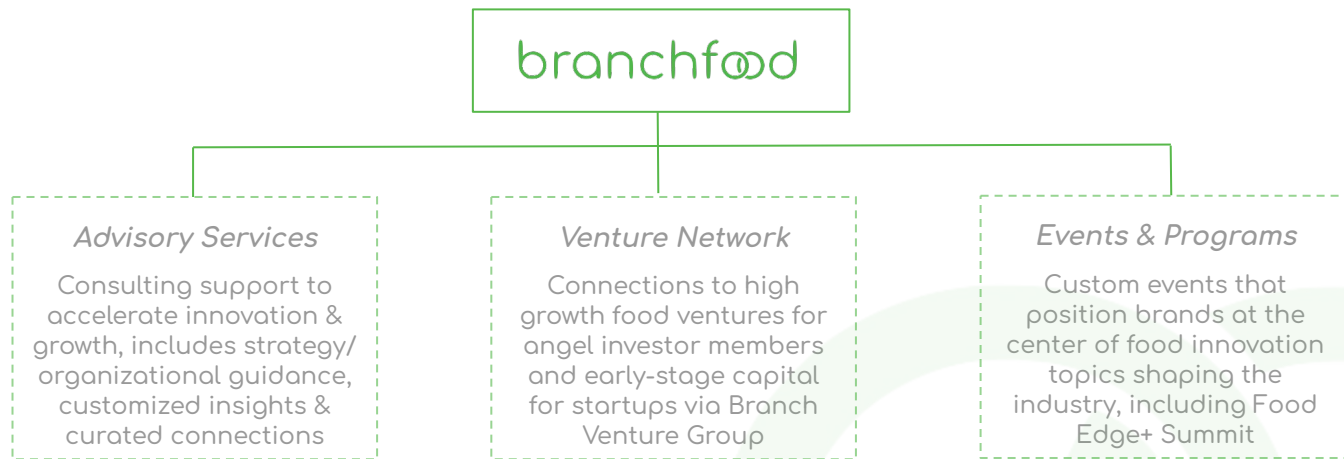 branchfood
Advisory Services
Consulting support to
accelerate innovation &
growth, includes strategy/
organizational guidance,
customized insights &
curated connections
Venture Network
Connections to high
growth food ventures for
angel investor members
and early-stage capital
for startups via Branch
Venture Group
Events & Programs
Custom events that
position brands at the
center of food innovation
topics shaping the
industry, including Food
Edge+ Summit